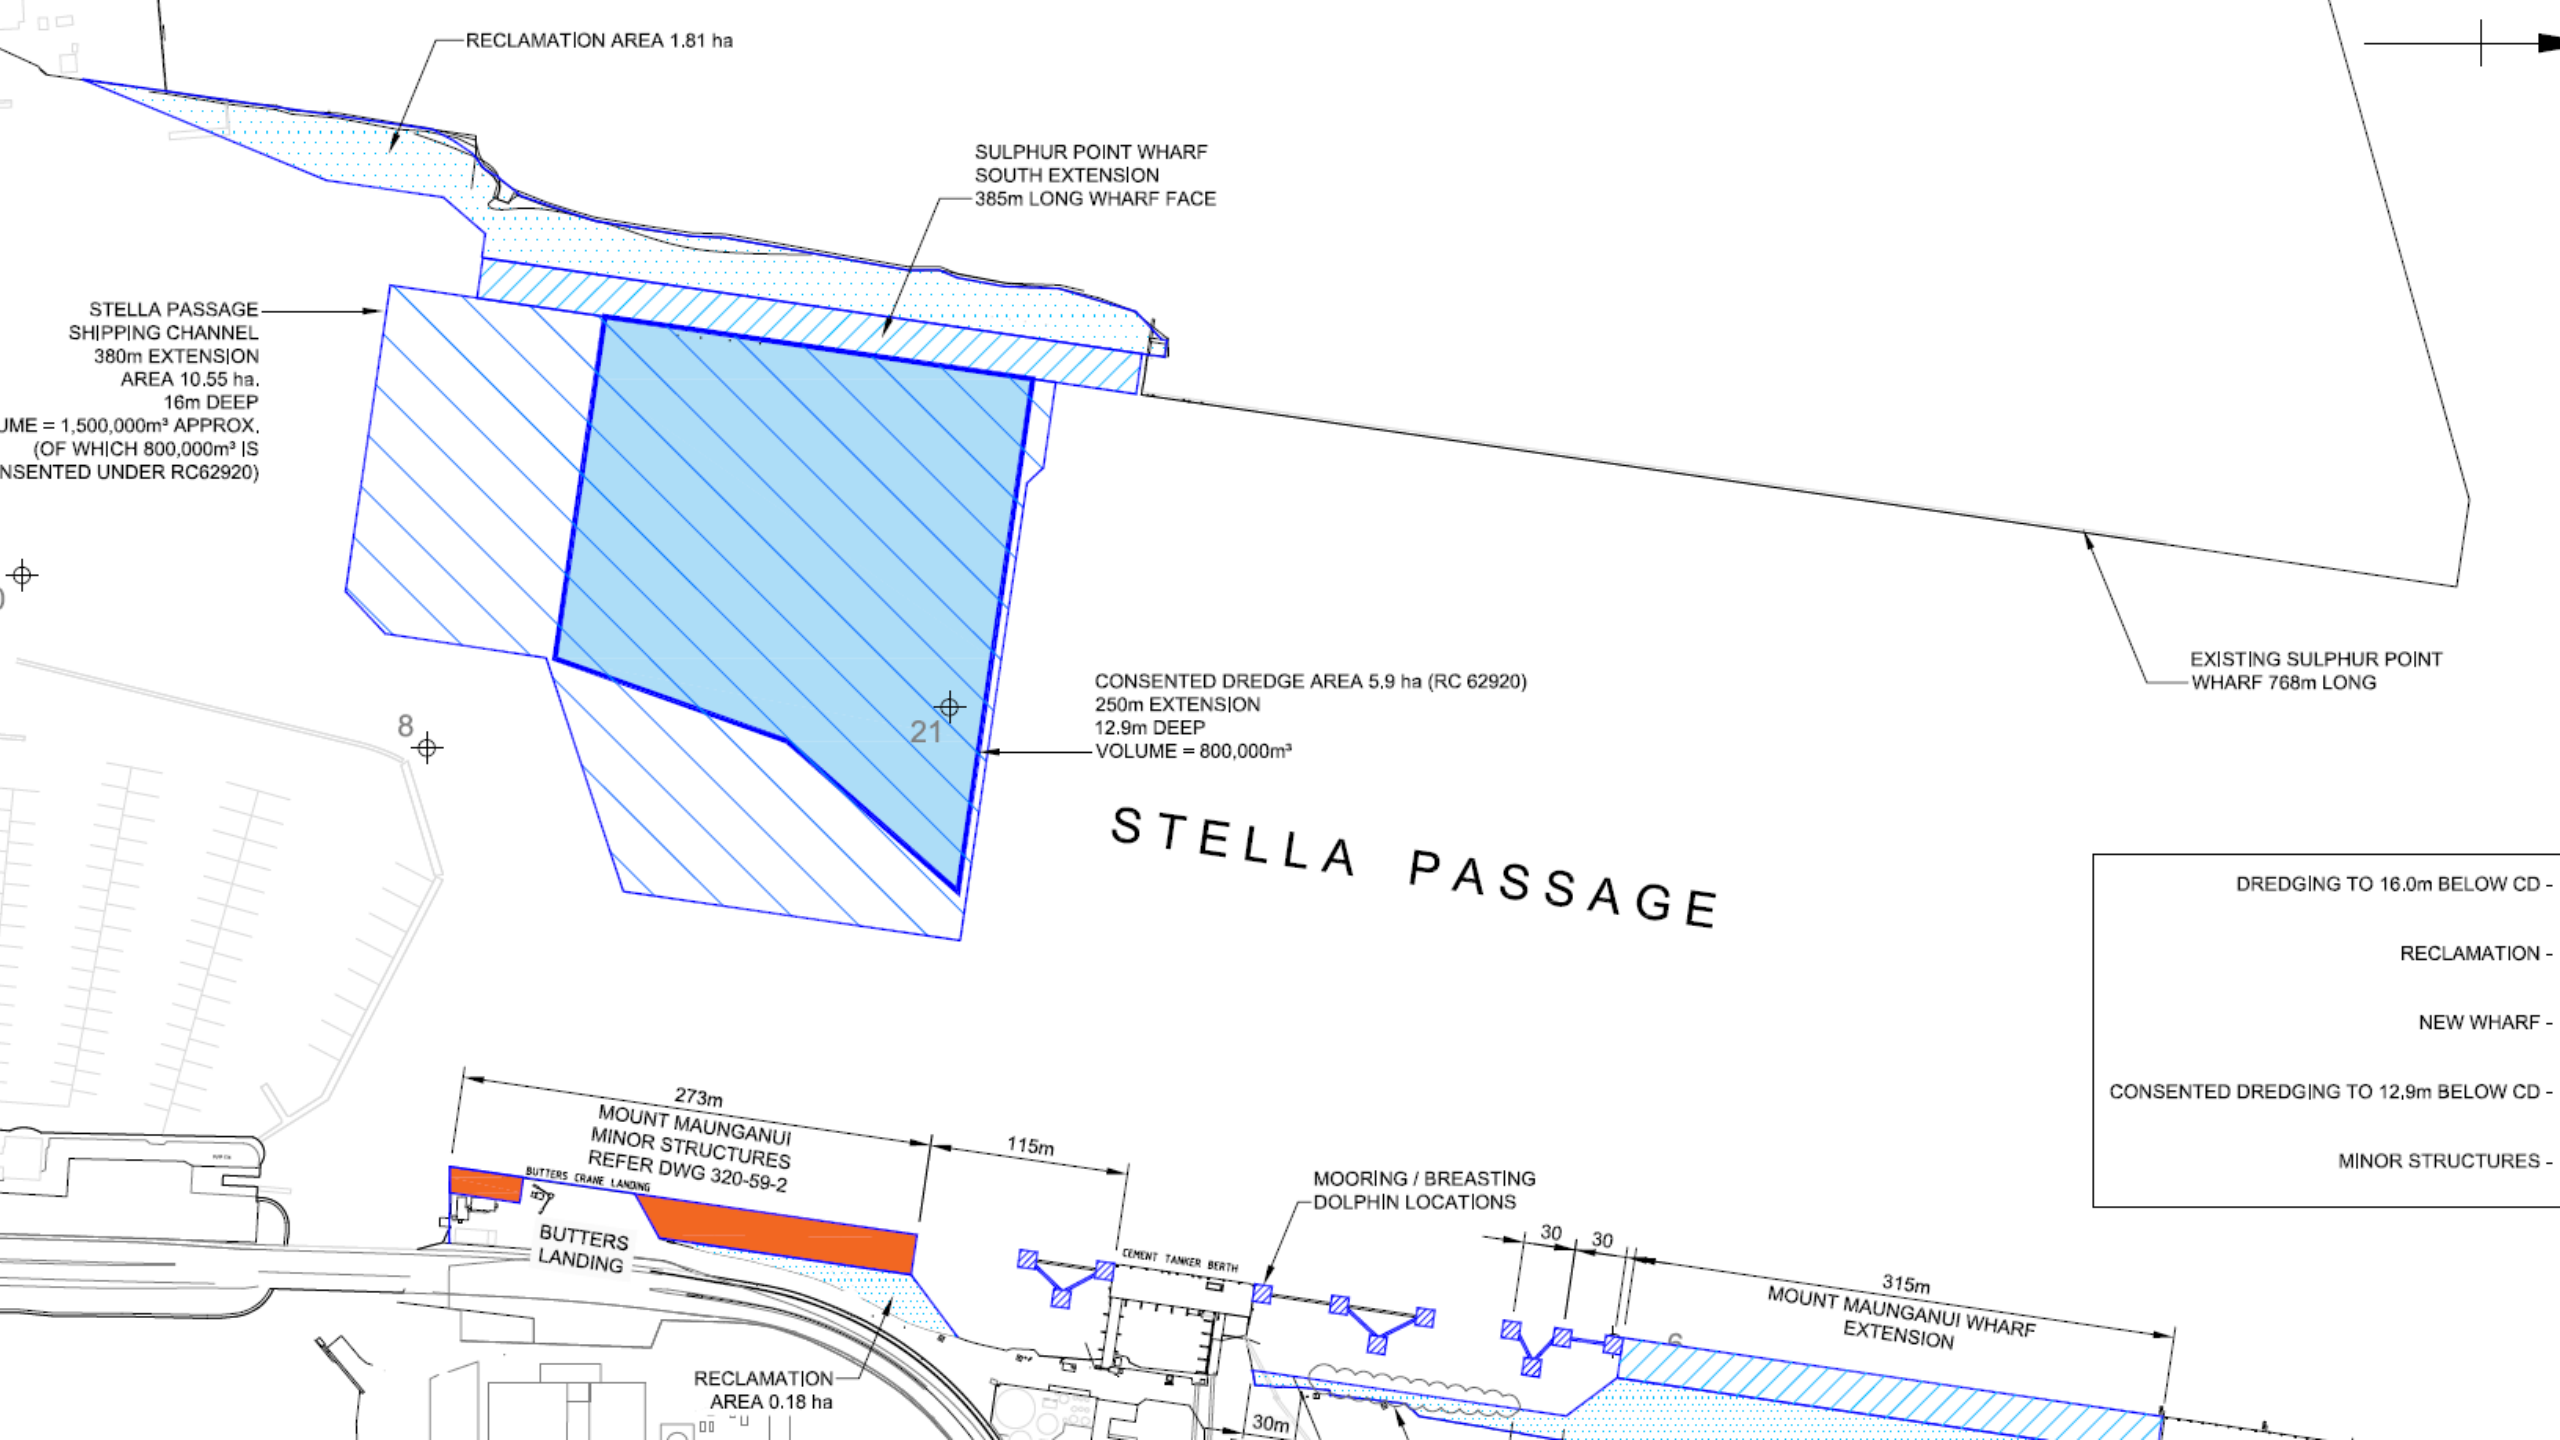 RECLAMATION AREA 1.81 ha
SULPHUR POINT WHARF
SOUTH EXTENSION
385m LONG WHARF FACE
STELLA PASSAGE
SHIPPING CHANNEL
380m EXTENSION
AREA 10.55 ha.
16m DEEP
UME = 1,500,000m³ APPROX.
(OF WHICH 800,000m³ IS
NSENTED UNDER RC62920)
EXISTING SULPHUR POINT
WHARF 768m LONG
CONSENTED DREDGE AREA 5.9 ha (RC 62920)
250m EXTENSION
12.9m DEEP
VOLUME = 800,000m³
8
21
STELLA PASSAGE
DREDGING TO 16.0m BELOW CD -
RECLAMATION -
NEW WHARF -
CONSENTED DREDGING TO 12.9m BELOW CD -
MINOR STRUCTURES -
273m
MOUNT MAUNGANUI
MINOR STRUCTURES
REFER DWG 320-59-2
115m
BUTTERS CRANE LANDING
BUTTERS
LANDING
MOORING / BREASTING
DOLPHIN LOCATIONS
CEMENT TANKER BERTH
30
30
315m
MOUNT MAUNGANUI WHARF
EXTENSION
RECLAMATION
AREA 0.18 ha
30m